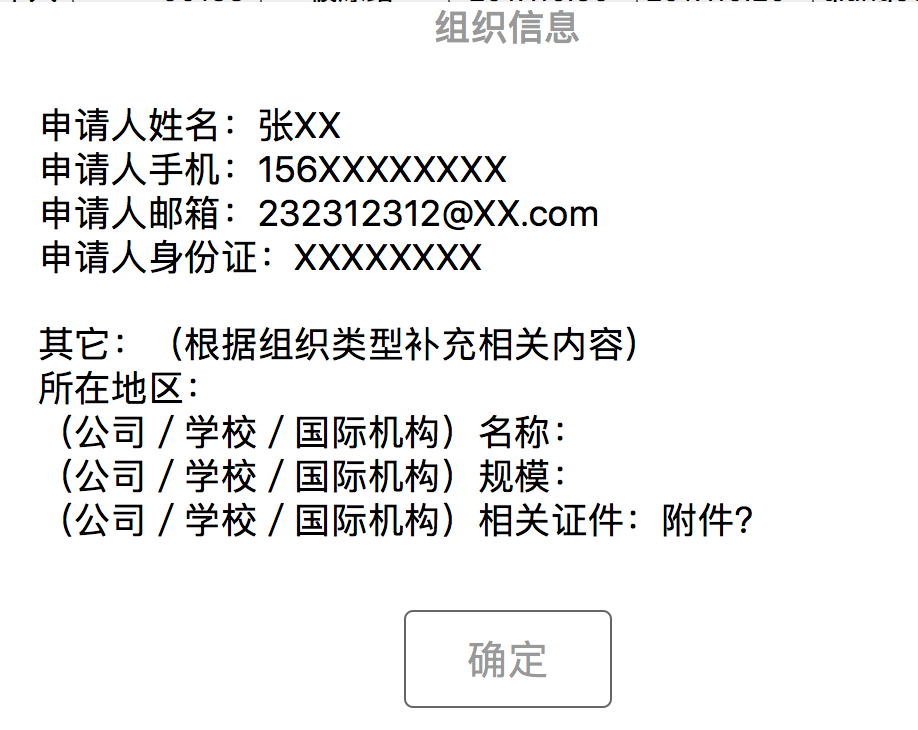 组织信息
申请人姓名：张XX
申请人手机：156XXXXXXXX
申请人邮箱：232312312@XX.com
申请人身份证：XXXXXXXX
其它：（根据组织类型补充相关内容）
所在地区：
（公司 / 学校 / 国际机构）名称：
（公司 / 学校 / 国际机构）规模：
（公司 / 学校 / 国际机构）相关证件：附件？
确定